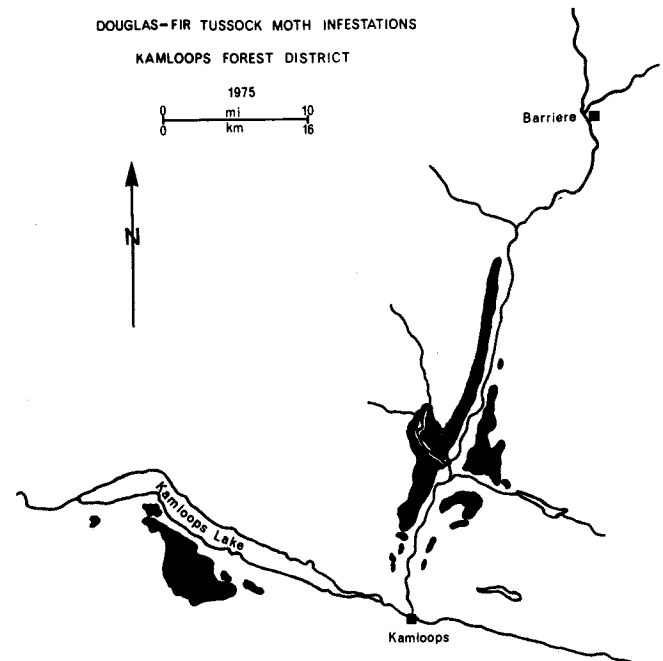 DOUGLAS-FIR TUSSOCK MOTH INFESTATIONS
KAMLOOPS FOREST DISTRICT
1975
0 mi 10
0 km 16
Barriere
N
Kamloops Lake
Kamloops